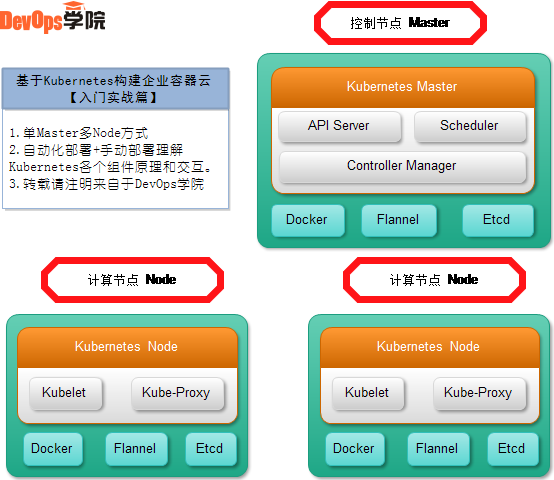 DevOps学院
控制节点 Master
基于Kubernetes构建企业容器云
【入门实战篇】
1.单Master多Node方式
2.自动化部署+手动部署理解
Kubernetes各个组件原理和交互。
3.转载请注明来自于DevOps学院
Kubernetes Master
API Server
Scheduler
Controller Manager
Docker
Flannel
Etcd
计算节点 Node
Kubernetes Node
Kubelet
Kube-Proxy
Docker
Flannel
Etcd
计算节点 Node
Kubernetes Node
Kubelet
Kube-Proxy
Docker
Flannel
Etcd